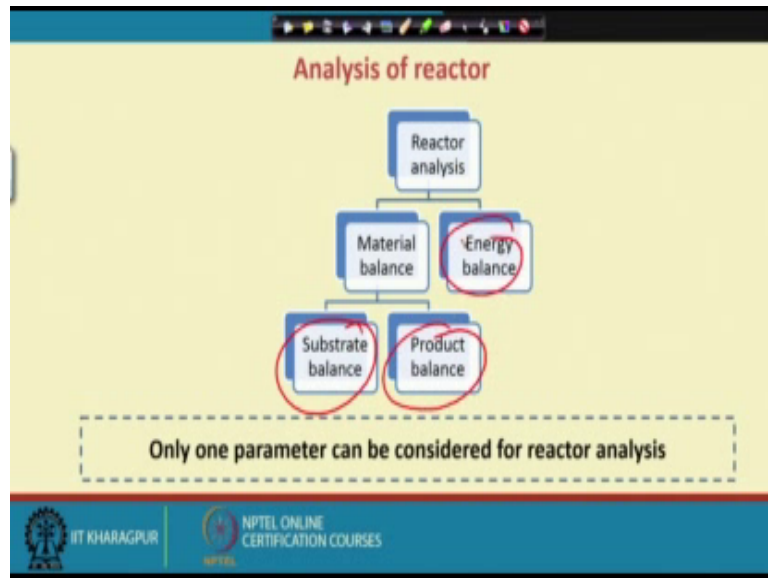 Analysis of reactor
Reactor
analysis
Material
balance
Energy
balance
Substrate
balance
Product
balance
Only one parameter can be considered for reactor analysis
IIT KHARAGPUR
NPTEL ONLINE
CERTIFICATION COURSES
NPTEL